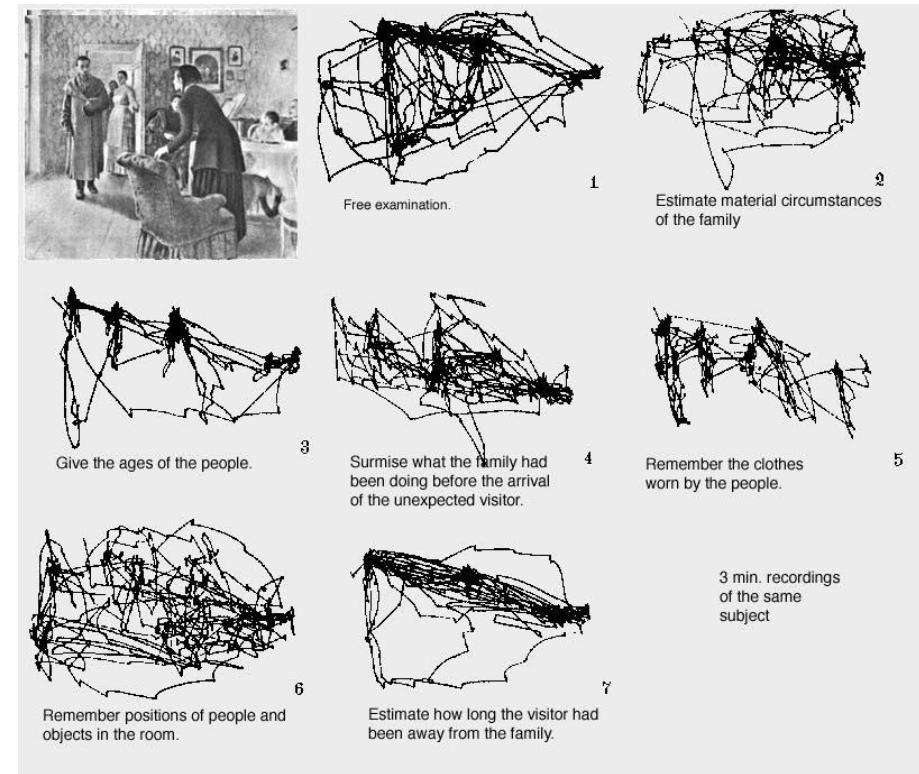 1
Free examination.
2
Estimate material circumstances
of the family
3
Give the ages of the people.
4
Surmise what the family had
been doing before the arrival
of the unexpected visitor.
5
Remember the clothes
worn by the people.
6
Remember positions of people and
objects in the room.
7
Estimate how long the visitor had
been away from the family.
3 min. recordings
of the same
subject